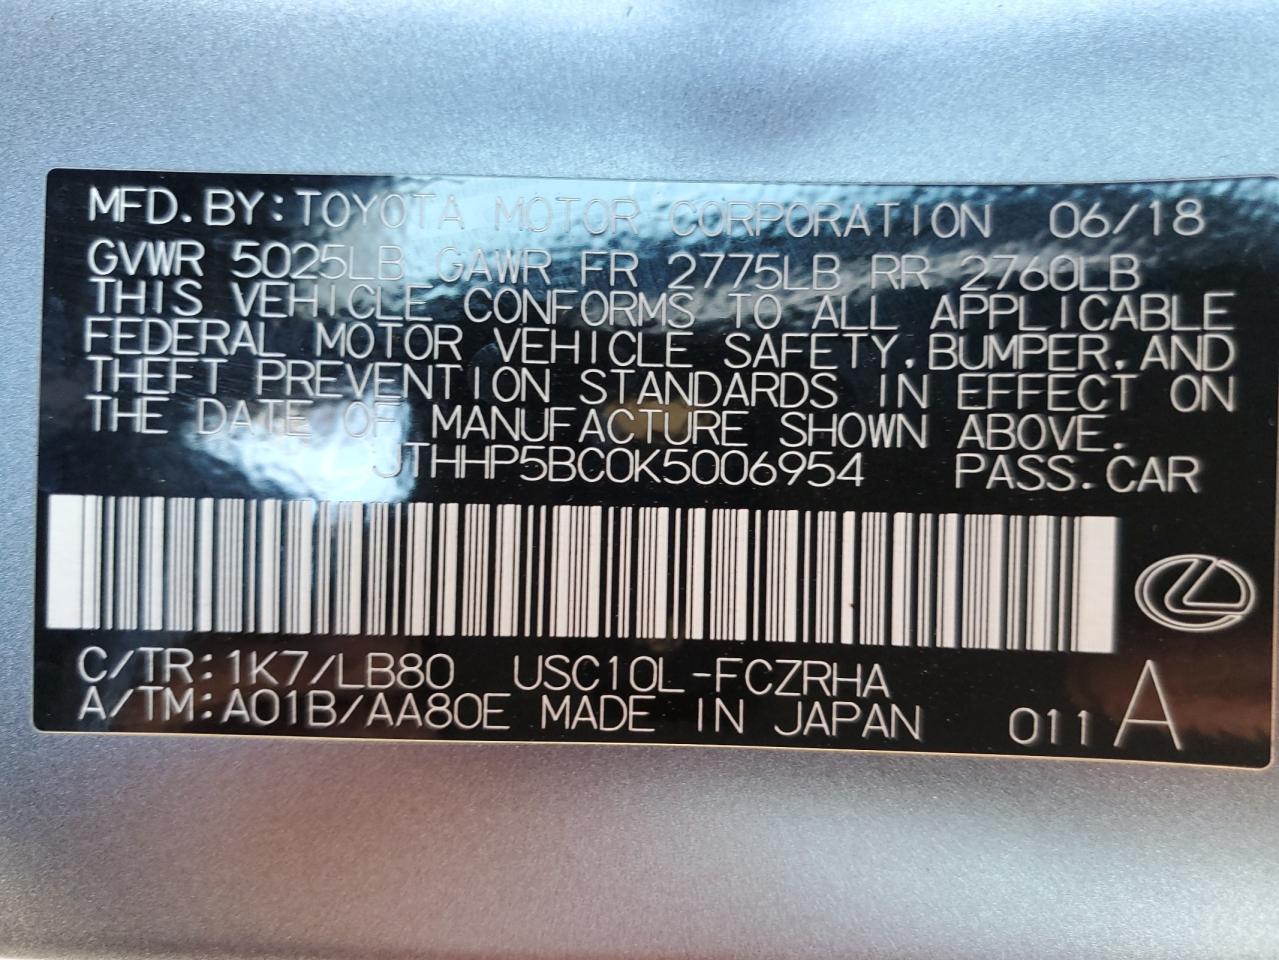 MFD.BY:TOYOTA MOTOR CORPORATION 06/18
GVWR 5025LB GAWR FR 2775LB RR 2760LB
THIS VEHICLE CONFORMS TO ALL APPLICABLE
FEDERAL MOTOR VEHICLE SAFETY,BUMPER,AND
THEFT PREVENTION STANDARDS IN EFFECT ON
THE DATE OF MANUFACTURE SHOWN ABOVE.
JTHHP5BC0K5006954 PASS.CAR
C/TR:1K7/LB80 USC10L-FCZRHA
A/TM:A01B/AA80E MADE IN JAPAN 011 A